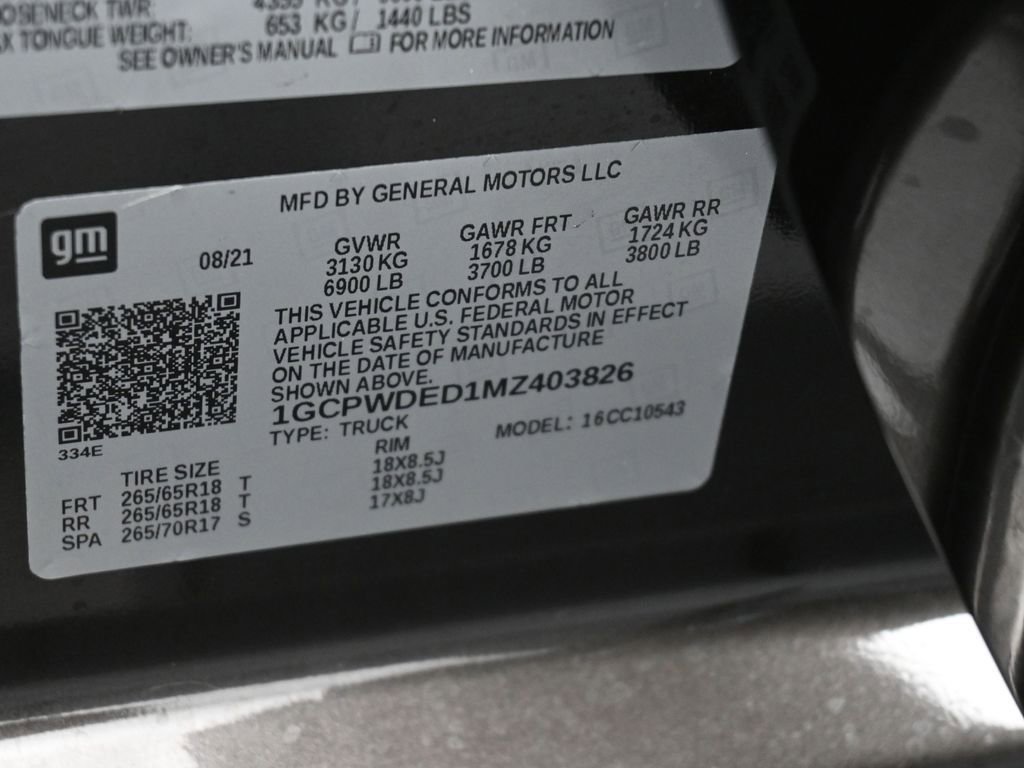 OOSENECK TWR:
TONGUE WEIGHT: 653 KG/ 1440 LBS
SEE OWNER'S MANUAL FOR MORE INFORMATION
MFD BY GENERAL MOTORS LLC
gm
08/21
GVWR
3130 KG
6900 LB
GAWR FRT
1678 KG
3700 LB
GAWR RR
1724 KG
3800 LB
THIS VEHICLE CONFORMS TO ALL
APPLICABLE U.S. FEDERAL MOTOR
VEHICLE SAFETY STANDARDS IN EFFECT
ON THE DATE OF MANUFACTURE
SHOWN ABOVE.
1GCPWDED1MZ403826
TYPE: TRUCK
MODEL: 16CC10543
334E
TIRE SIZE RIM
FRT 265/65R18 T 18X8.5J
RR 265/65R18 T 18X8.5J
SPA 265/70R17 S 17X8J